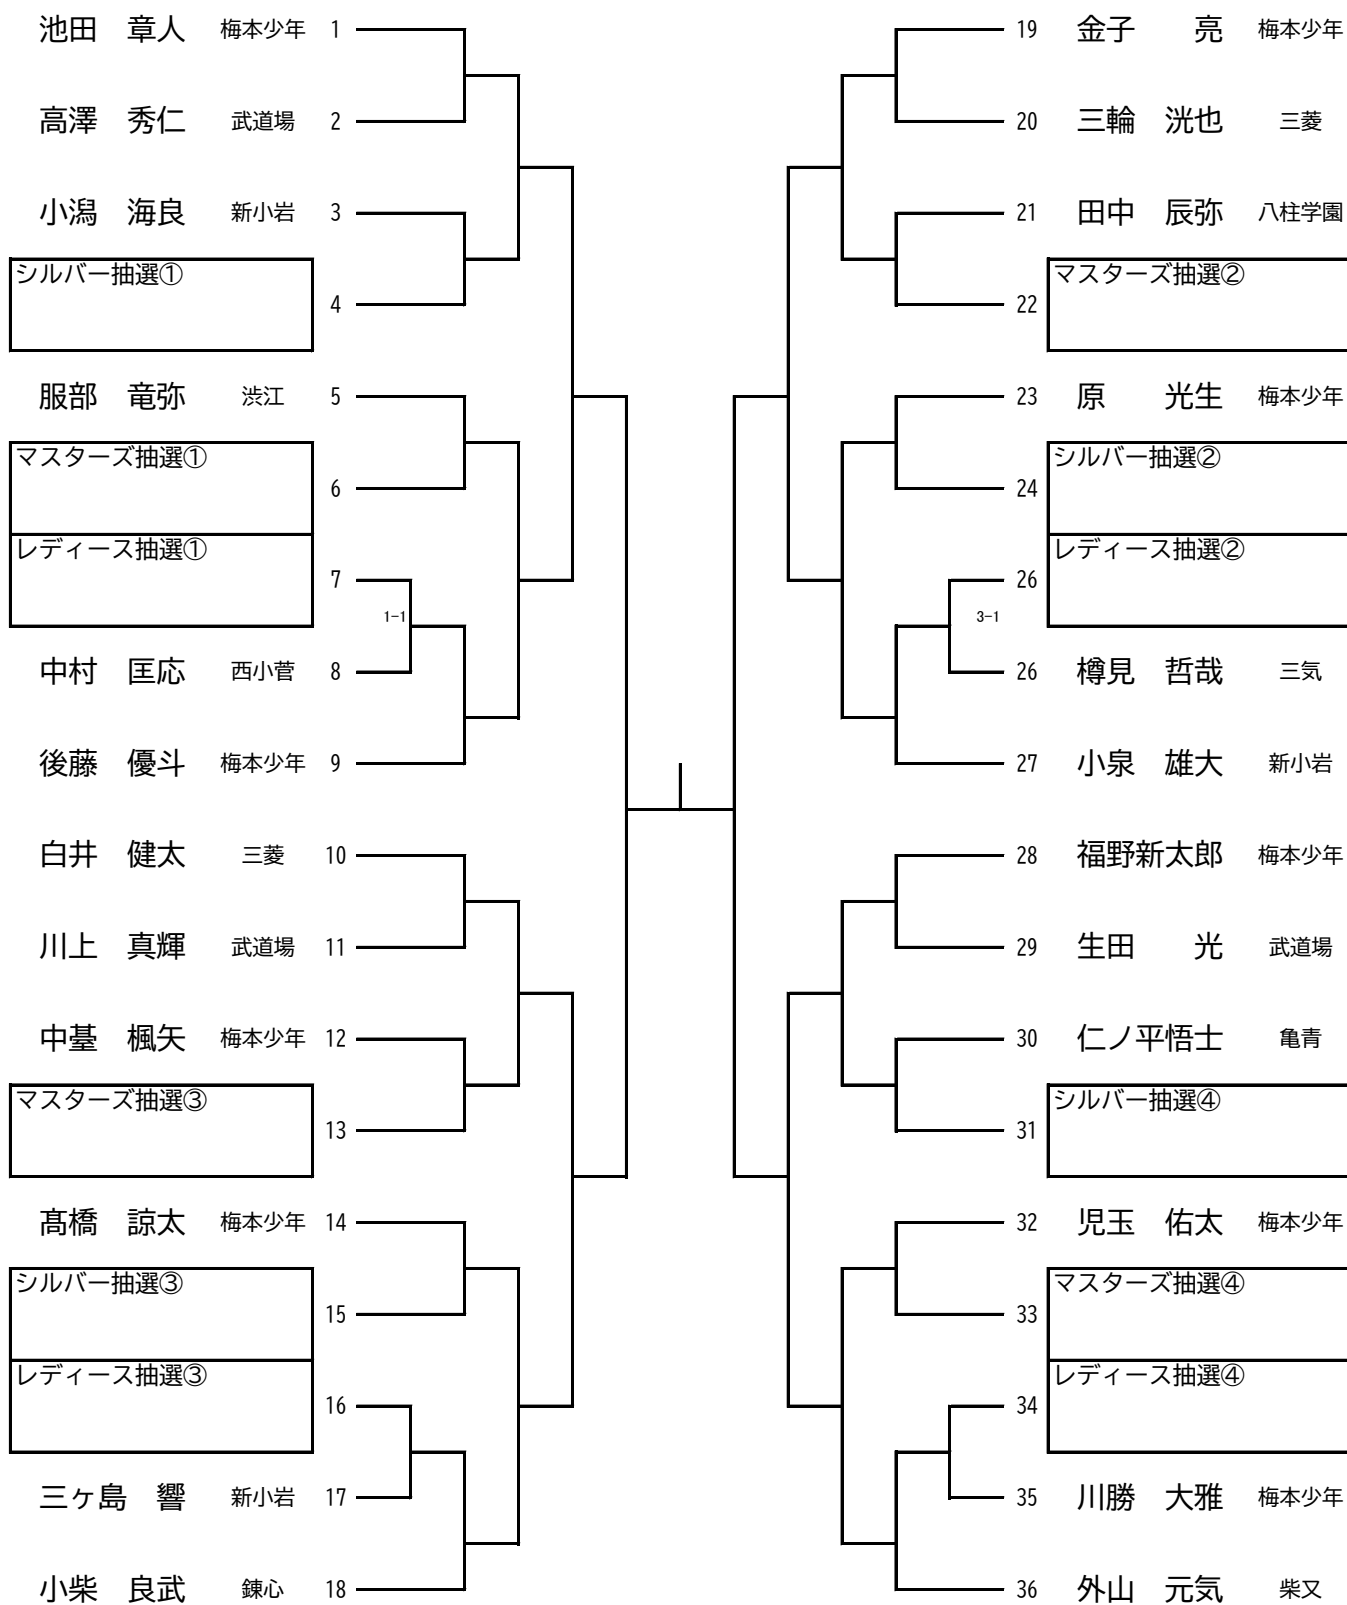 池田　章人　梅本少年　1
高澤　秀仁　武道場　2
小潟　海良　新小岩　3
シルバー抽選①
4
服部　竜弥　渋江　5
マスターズ抽選①
6
レディース抽選①
7
1-1
中村　匡応　西小菅　8
後藤　優斗　梅本少年　9
白井　健太　三菱　10
川上　真輝　武道場　11
中䑓　楓矢　梅本少年　12
マスターズ抽選③
13
髙橋　諒太　梅本少年　14
シルバー抽選③
15
レディース抽選③
16
三ヶ島　響　新小岩　17
小柴　良武　錬心　18
19　金子　　亮　梅本少年
20　三輪　洸也　三菱
21　田中　辰弥　八柱学園
マスターズ抽選②
22
23　原　　光生　梅本少年
シルバー抽選②
24
レディース抽選②
26
3-1
26　樽見　哲哉　三気
27　小泉　雄大　新小岩
28　福野新太郎　梅本少年
29　生田　　光　武道場
30　仁ノ平悟士　亀青
シルバー抽選④
31
32　児玉　佑太　梅本少年
マスターズ抽選④
33
レディース抽選④
34
35　川勝　大雅　梅本少年
36　外山　元気　柴又